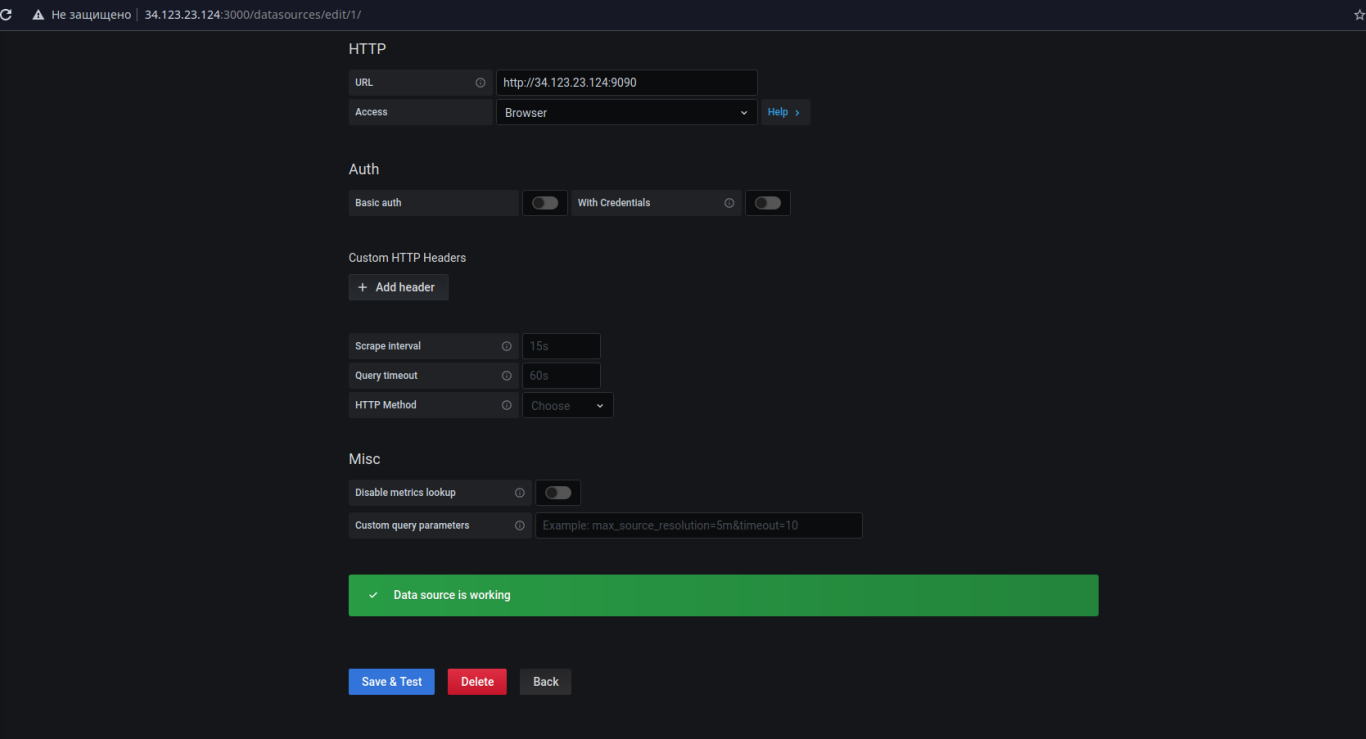 Не защищено 34.123.23.124:3000/datasources/edit/1/
HTTP
URL http://34.123.23.124:9090
Access Browser Help
Auth
Basic auth With Credentials
Custom HTTP Headers
+ Add header
Scrape interval 15s
Query timeout 60s
HTTP Method Choose
Misc
Disable metrics lookup
Custom query parameters Example: max_source_resolution=5m&timeout=10
Data source is working
Save & Test Delete Back